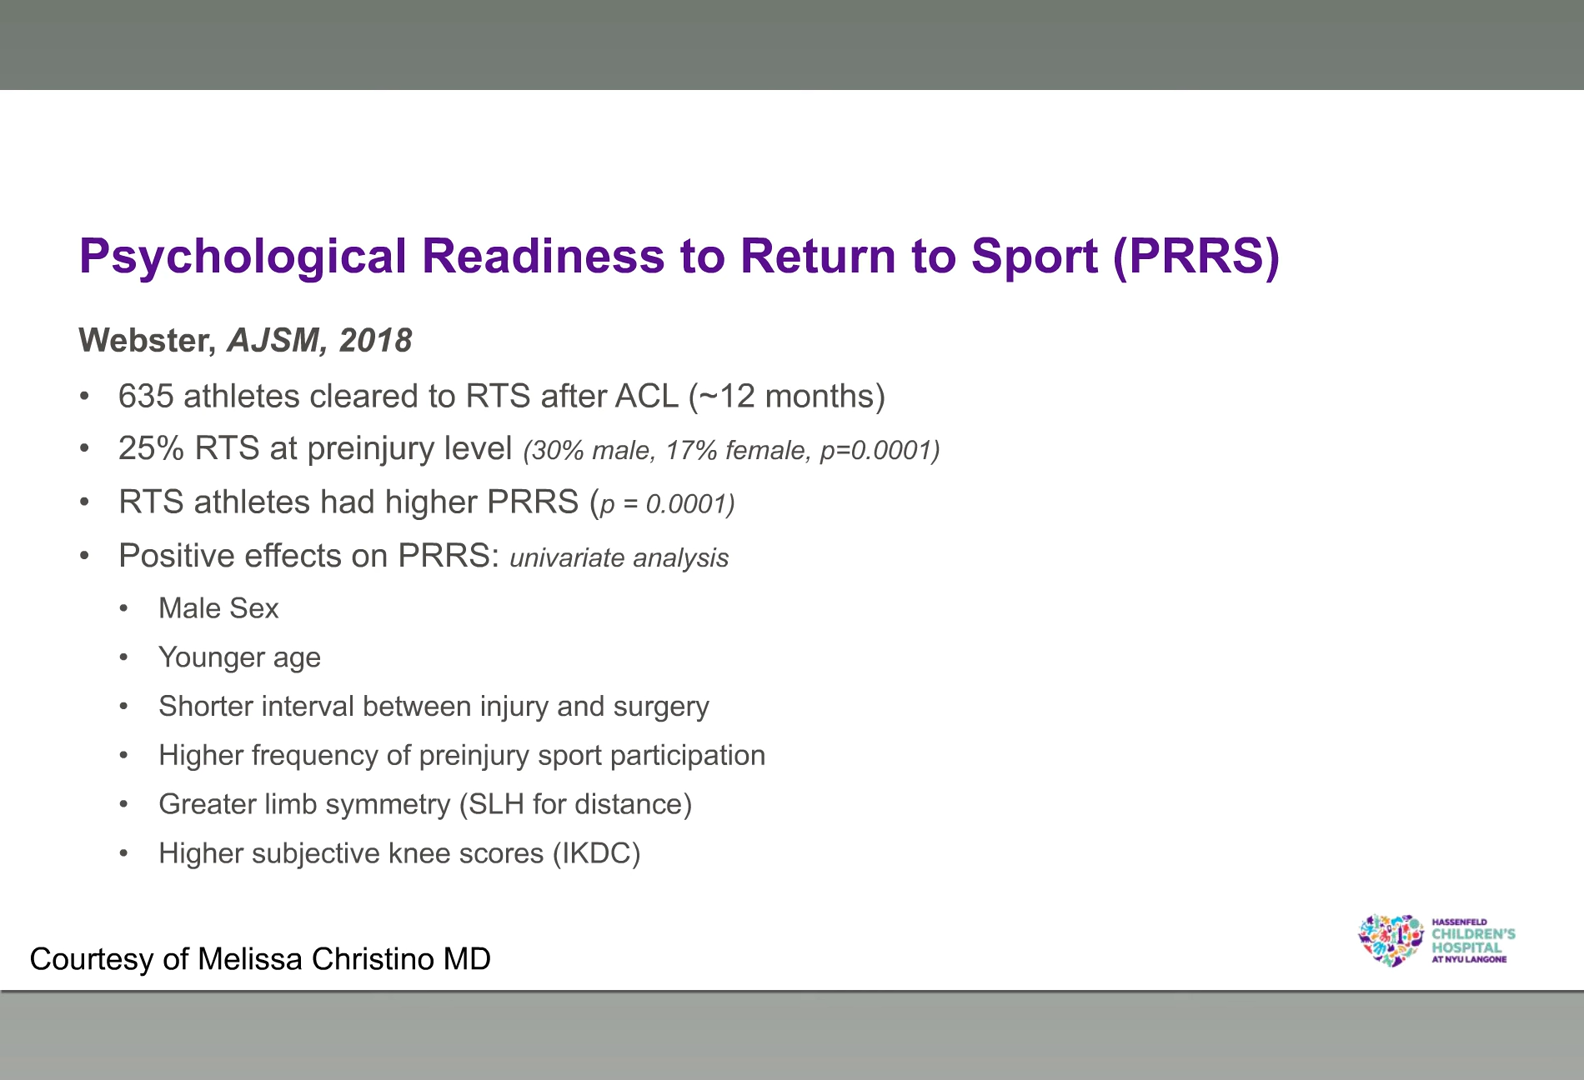 Psychological Readiness to Return to Sport (PRRS)
Webster, AJSM, 2018
• 635 athletes cleared to RTS after ACL (~12 months)
• 25% RTS at preinjury level (30% male, 17% female, p=0.0001)
• RTS athletes had higher PRRS (p = 0.0001)
• Positive effects on PRRS: univariate analysis
• Male Sex
• Younger age
• Shorter interval between injury and surgery
• Higher frequency of preinjury sport participation
• Greater limb symmetry (SLH for distance)
• Higher subjective knee scores (IKDC)
Courtesy of Melissa Christino MD
HASSENFELD
CHILDREN'S
HOSPITAL
AT NYU LANGONE